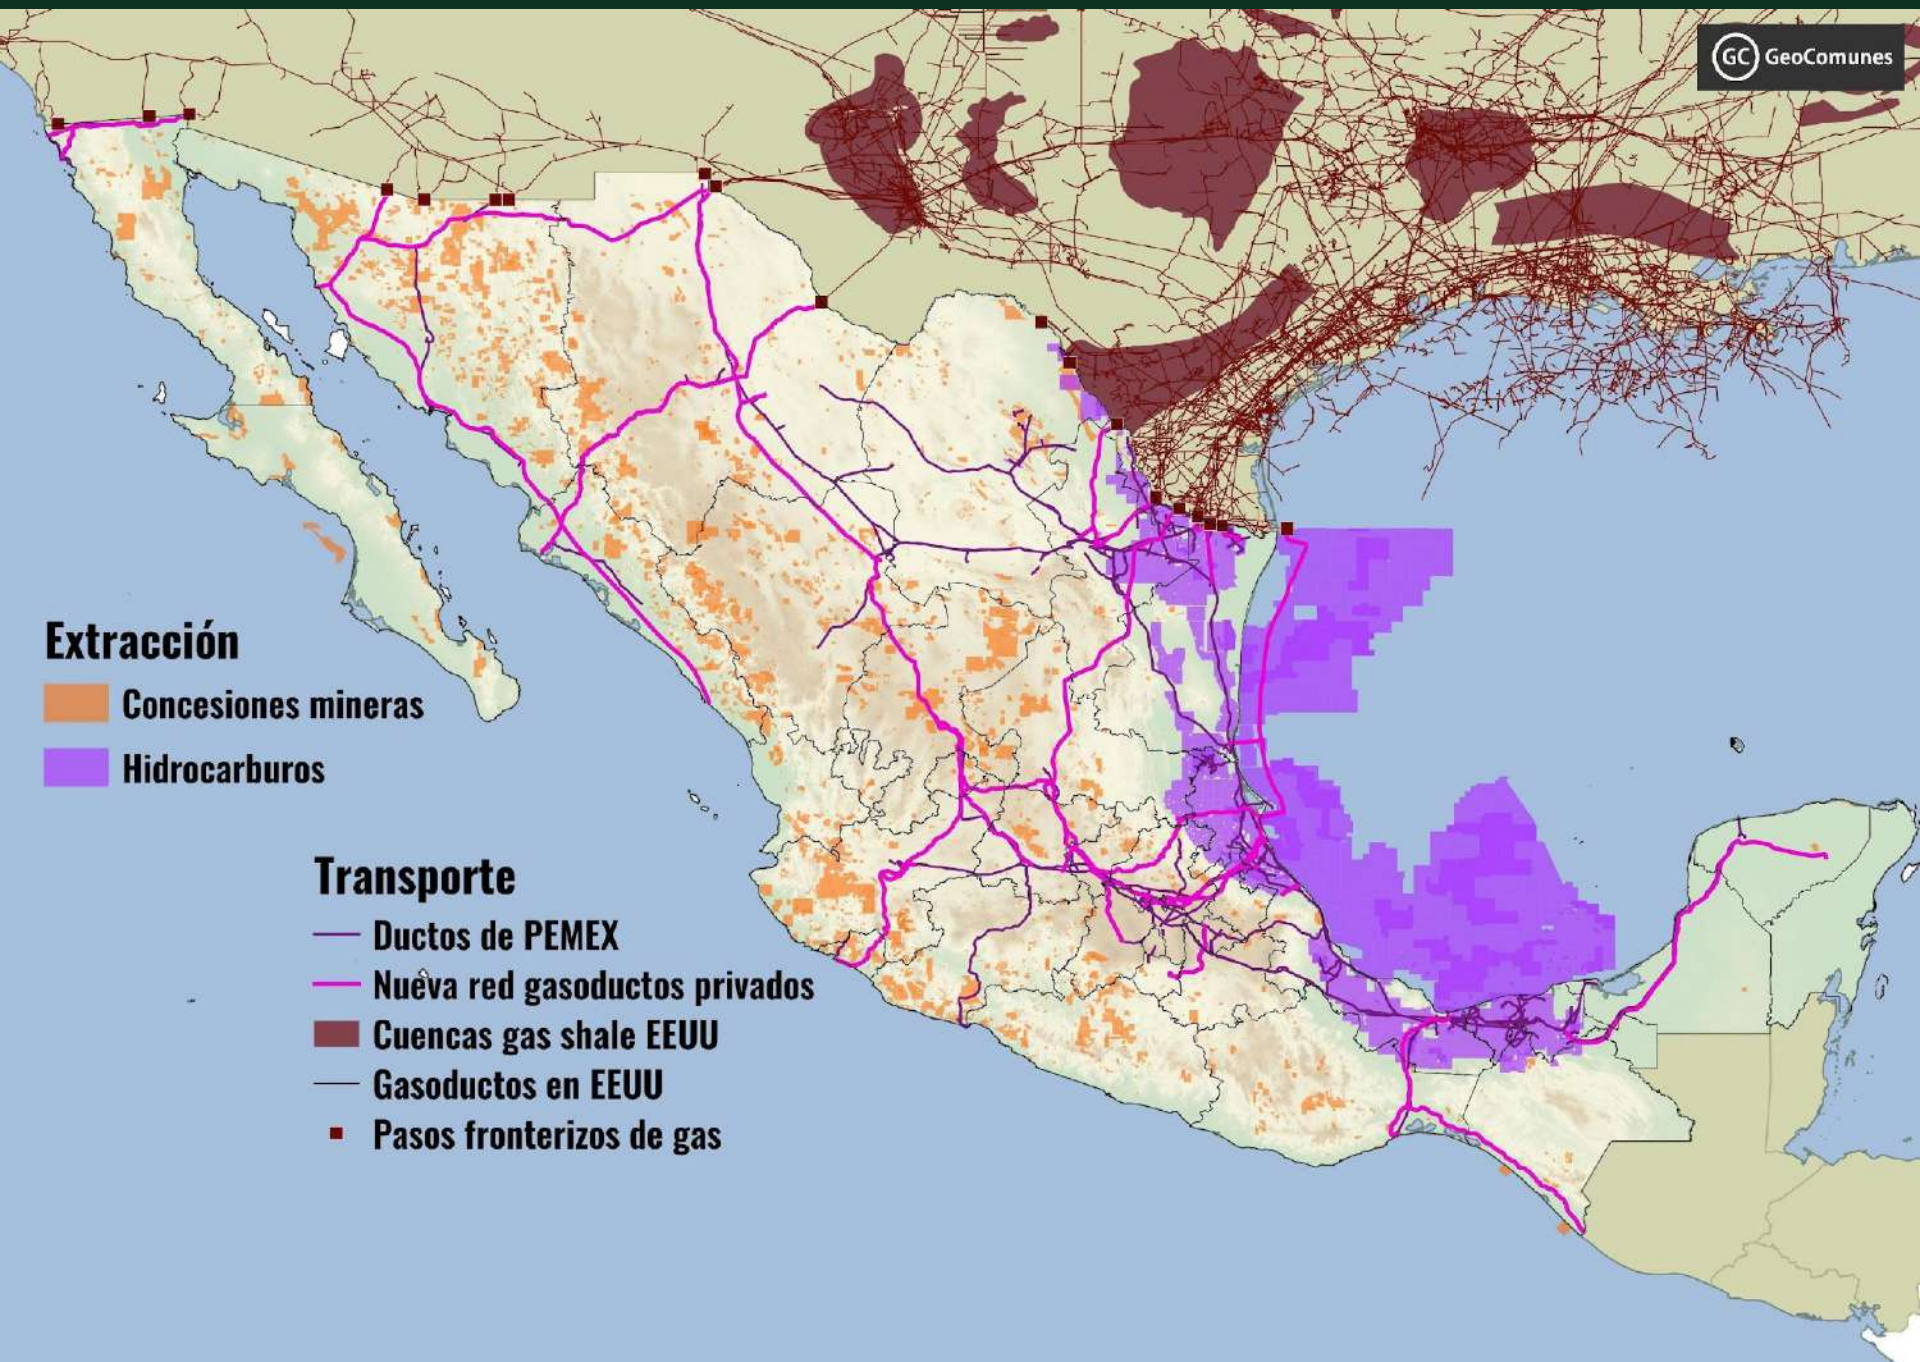 GC GeoComunes
Extracción
Concesiones mineras
Hidrocarburos
Transporte
Ductos de PEMEX
Nueva red gasoductos privados
Cuencas gas shale EEUU
Gasoductos en EEUU
Pasos fronterizos de gas